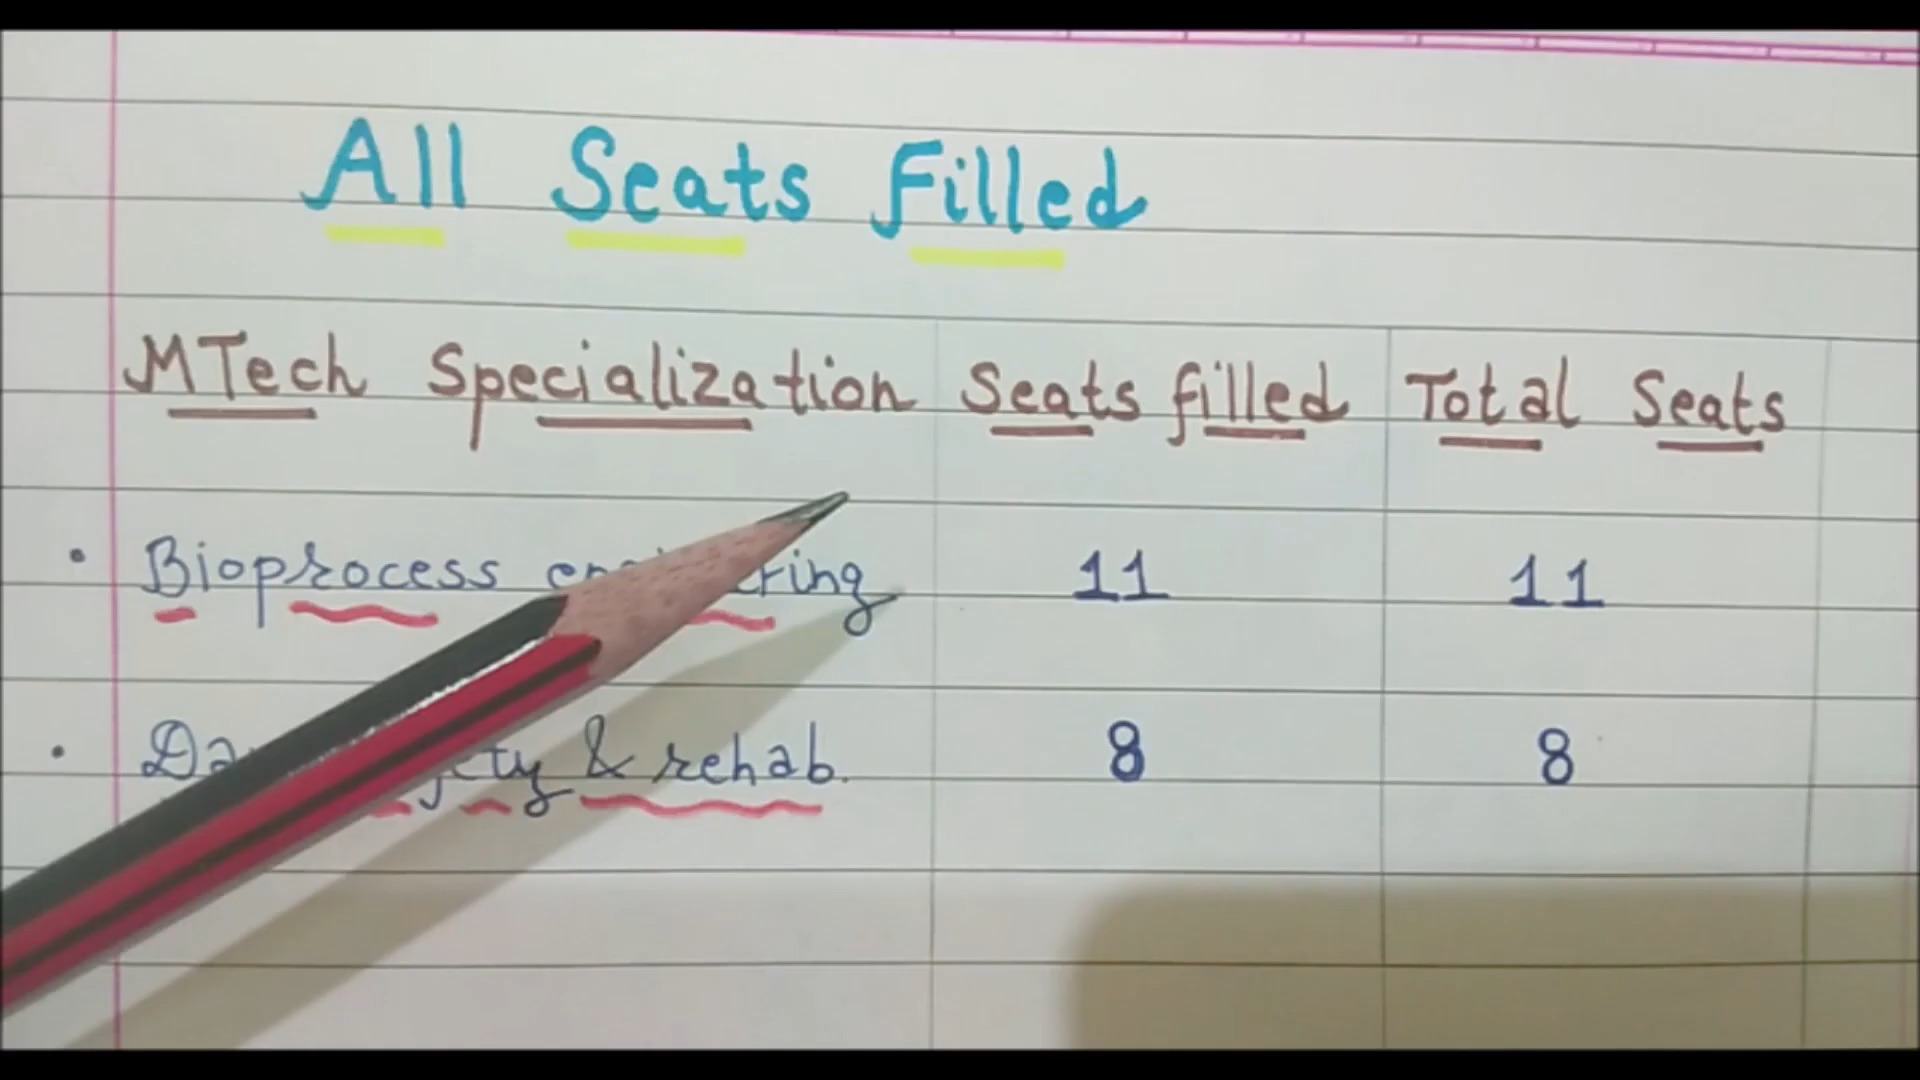 All Seats Filled
MTech Specialization Seats filled Total Seats
• Bioprocess 11 11
• & rehab. 8 8